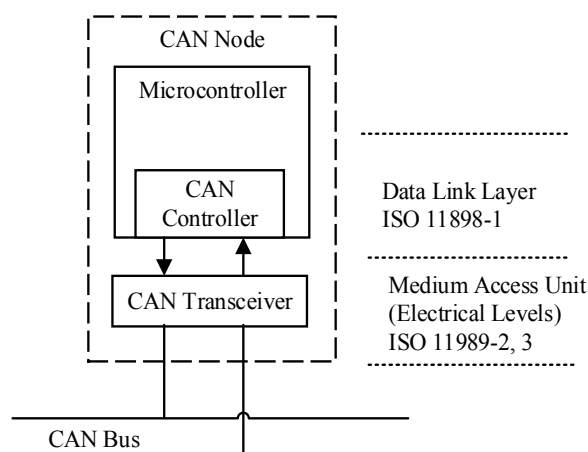 CAN Node
Microcontroller
CAN
Controller
CAN Transceiver
CAN Bus
Data Link Layer
ISO 11898-1
Medium Access Unit
(Electrical Levels)
ISO 11989-2, 3